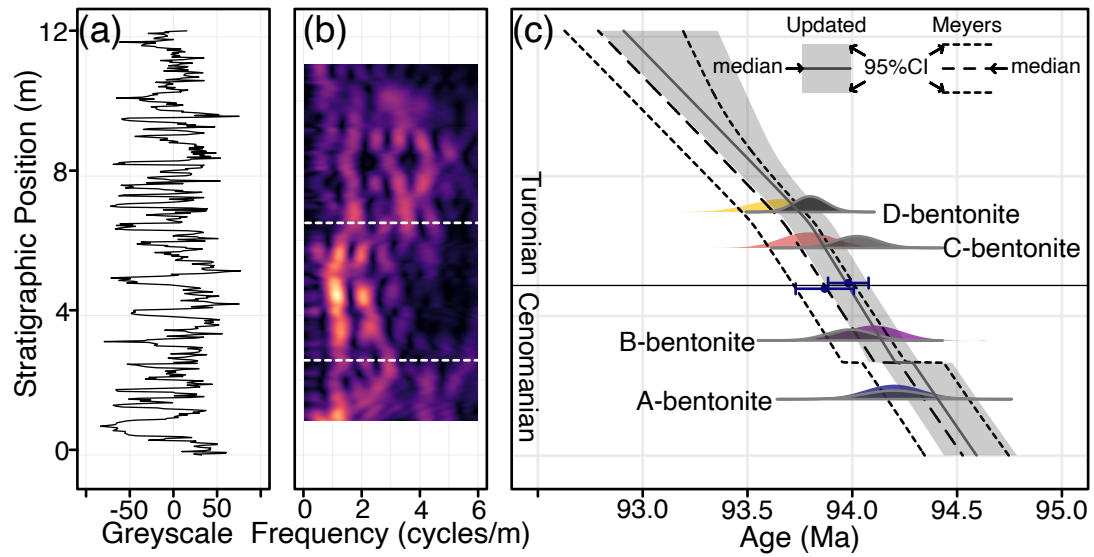 (a)
(b)
(c)
Updated Meyers
median 95%CI median
12
8
4
0
Stratigraphic Position (m)
Turonian
Cenomanian
D-bentonite
C-bentonite
B-bentonite
A-bentonite
-50 0 50
Greyscale
0 2 4 6
Frequency (cycles/m)
93.0 93.5 94.0 94.5 95.0
Age (Ma)